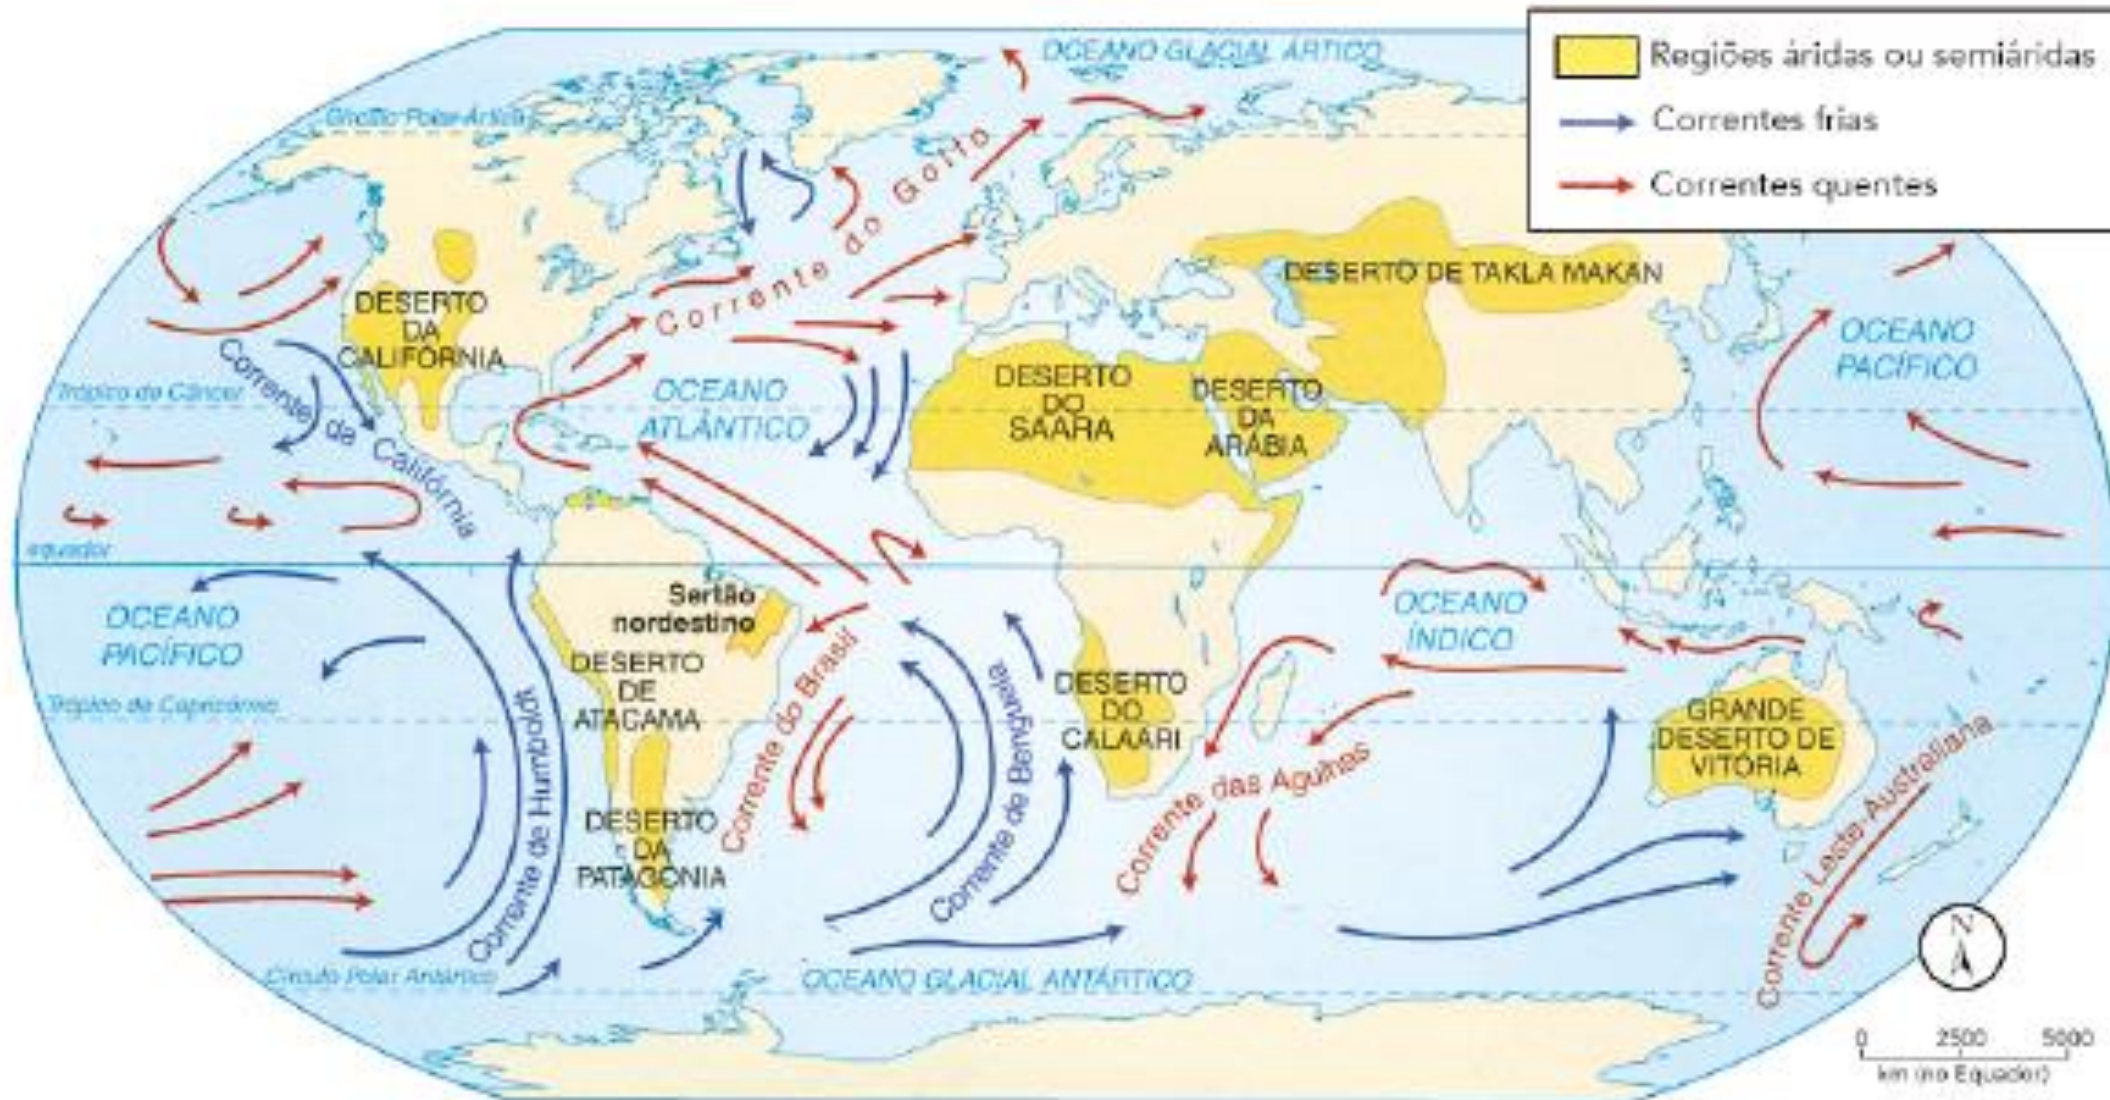 OCEANO GLACIAL ÁRTICO
Regiões áridas ou semiáridas
Correntes frias
Correntes quentes
Círculo Polar Ártico
Corrente do Golfo
DESERTO
DA
CALIFÓRNIA
DESERTO DE TAKLA MAKAN
OCEANO
PACÍFICO
Corrente da Califórnia
Trópico de Câncer
OCEANO
ATLÂNTICO
DESERTO
DO
SAARA
DESERTO
DA
ARÁBIA
equador
OCEANO
PACÍFICO
Sertão
nordestino
OCEANO
ÍNDICO
DESERTO
DE
ATACAMA
Corrente do Brasil
Corrente de Benguela
DESERTO
DO
CALAARI
GRANDE
DESERTO DE
VITÓRIA
Trópico de Capricórnio
Corrente de Humboldt
DESERTO
DA
PATAGÔNIA
Corrente das Agulhas
Corrente Leste-Australiana
Círculo Polar Antártico
OCEANO GLACIAL ANTÁRTICO
N
0 2500 5000
km (no Equador)